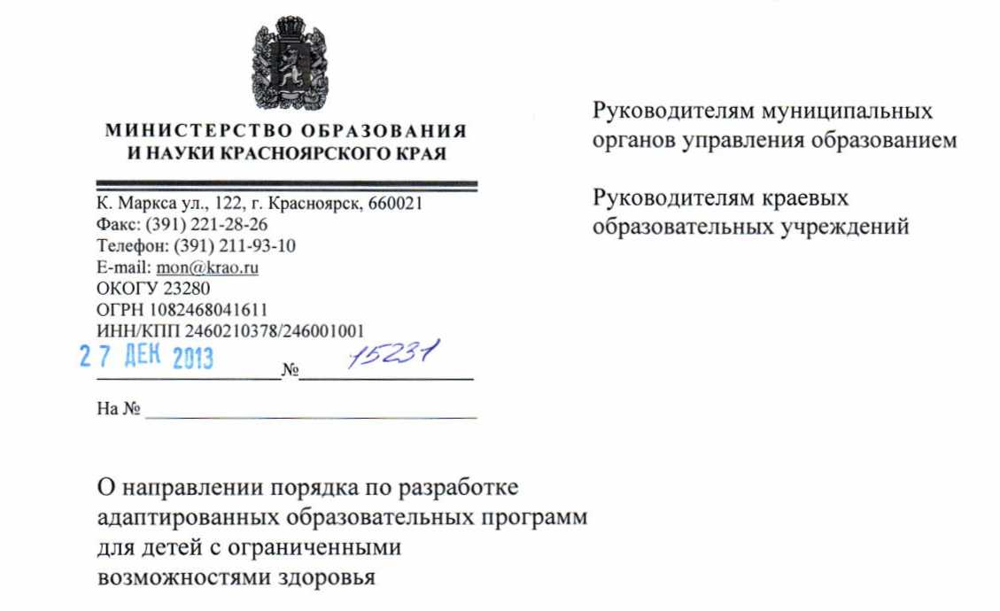 МИНИСТЕРСТВО ОБРАЗОВАНИЯ
И НАУКИ КРАСНОЯРСКОГО КРАЯ
К. Маркса ул., 122, г. Красноярск, 660021
Факс: (391) 221-28-26
Телефон: (391) 211-93-10
E-mail: mon@krao.ru
ОКОГУ 23280
ОГРН 1082468041611
ИНН/КПП 2460210378/246001001
27 ДЕК 2013 № 15231
На №
Руководителям муниципальных
органов управления образованием
Руководителям краевых
образовательных учреждений
О направлении порядка по разработке
адаптированных образовательных программ
для детей с ограниченными
возможностями здоровья